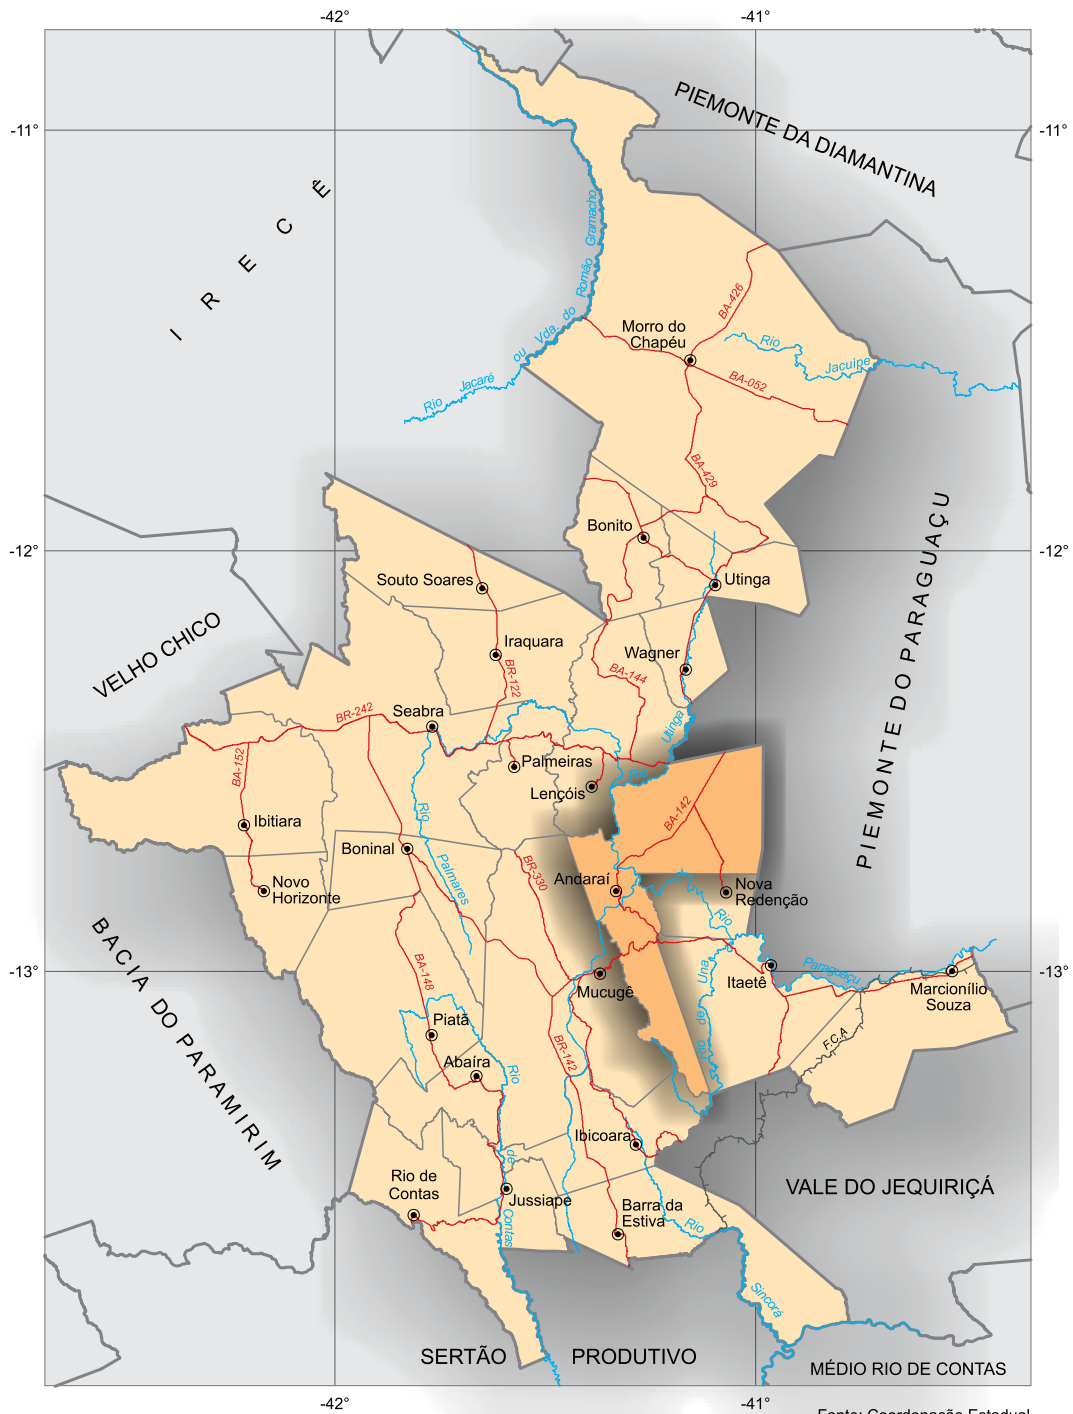 -42°
-41°
PIEMONTE DA DIAMANTINA
-11°
-11°
I R E C Ê
Rio Jacaré ou Vda. do Romão Gramacho
BA-426
Morro do
Chapéu
Rio Jacuípe
BA-052
BA-429
Bonito
-12°
-12°
Souto Soares
Utinga
PIEMONTE DO PARAGUAÇU
VELHO CHICO
Iraquara
Wagner
BR-122
BA-144
BR-242
Seabra
Rio Utinga
BA-152
Palmeiras
Lençóis
BA-142
Ibitiara
Rio Palmares
Boninal
BR-330
Andaraí
Novo
Horizonte
Nova
Redenção
Rio Paraguaçu
BACIA DO PARAMIRIM
-13°
-13°
BA-148
Mucugê
Itaetê
Marcionílio
Souza
Rio de Una
Piatã
BR-142
F.C.A
Abaíra
Rio de Contas
Ibicoara
Rio de
Contas
Jussiape
Barra da
Estiva
VALE DO JEQUIRIÇÁ
Rio Sincorá
SERTÃO PRODUTIVO
MÉDIO RIO DE CONTAS
-42°
-41°
Fonte: Coordenação Estadual